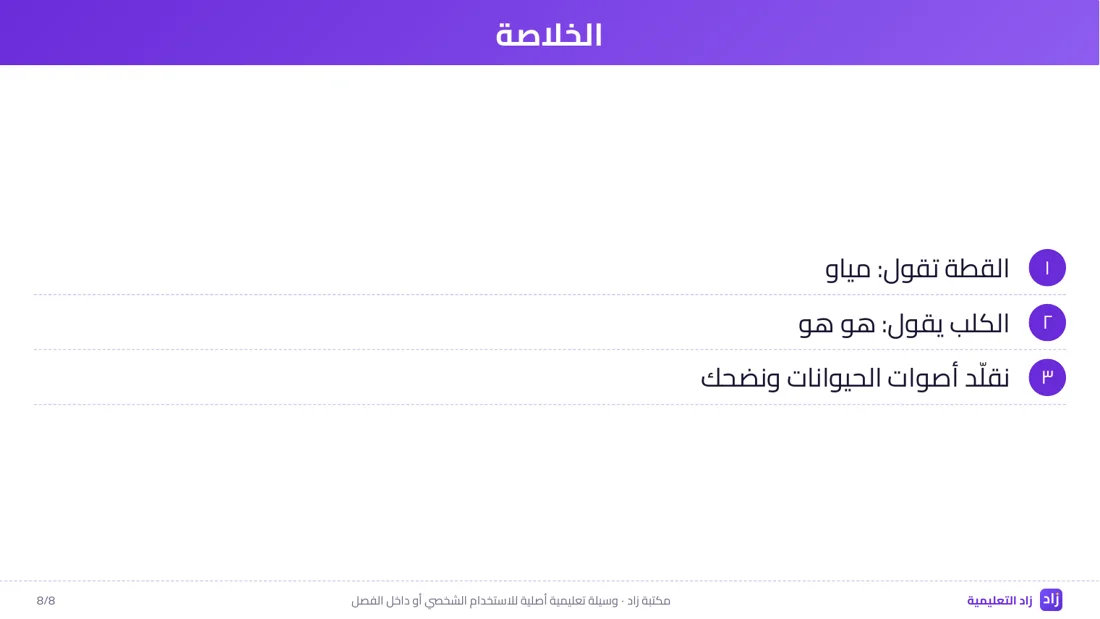 الخلاصة
١ القطة تقول: مياو
٢ الكلب يقول: هو هو
٣ نقلّد أصوات الحيوانات ونضحك
زاد زاد التعليمية
مكتبة زاد · وسيلة تعليمية أصلية للاستخدام الشخصي أو داخل الفصل
8/8